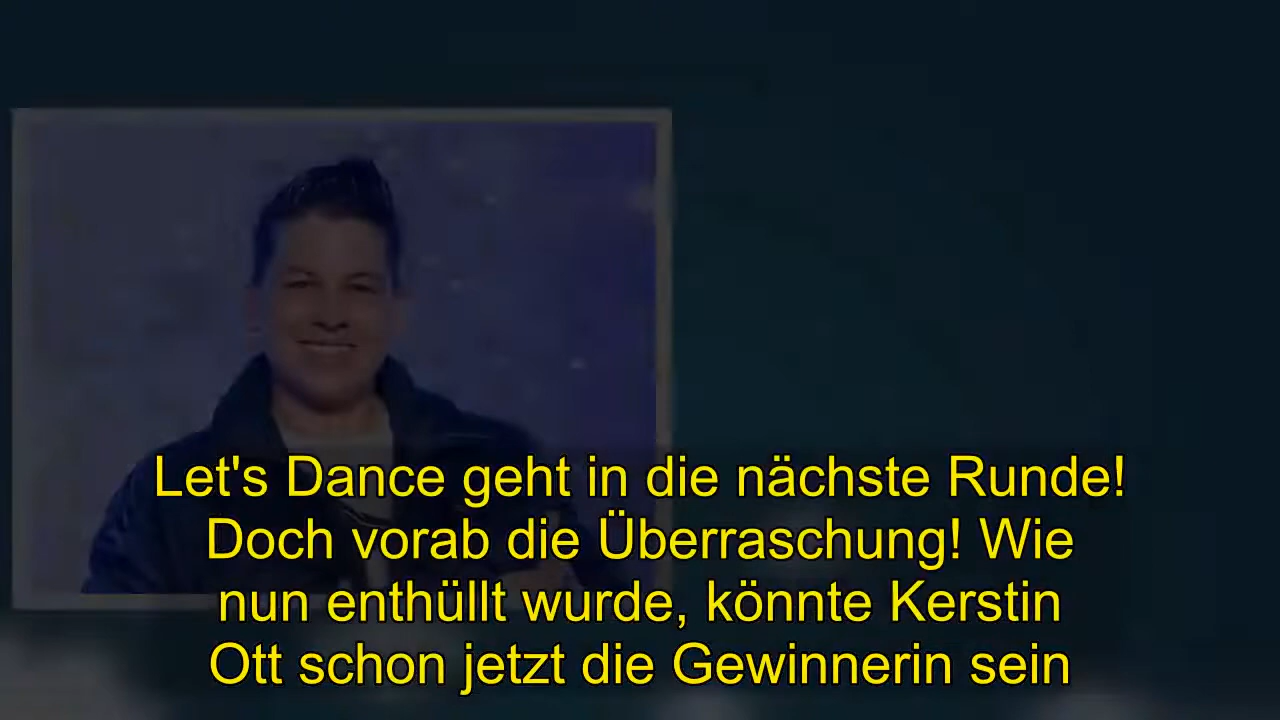 Let's Dance geht in die nächste Runde!
Doch vorab die Überraschung! Wie
nun enthüllt wurde, könnte Kerstin
Ott schon jetzt die Gewinnerin sein